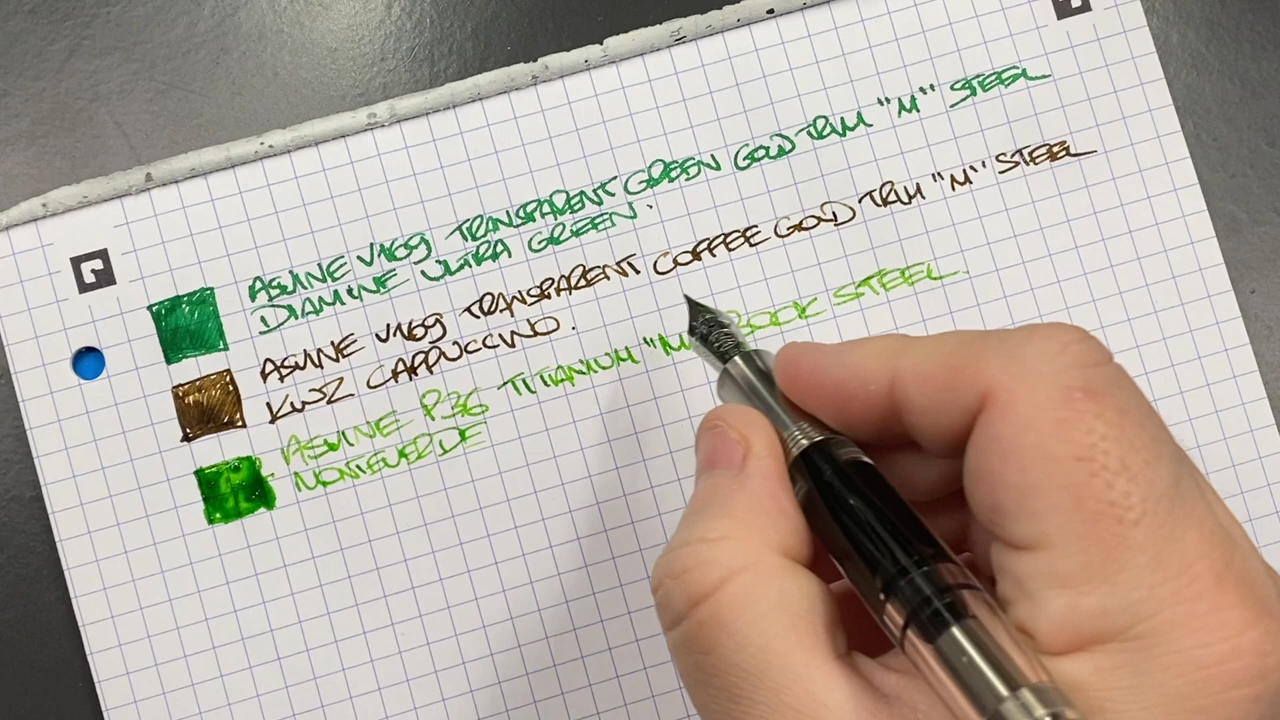 ASVINE V169 TRANSPARENT GREEN GOLD TRIM "M" STEEL
DIAMINE ULTRA GREEN.
ASVINE V169 TRANSPARENT COFFEE GOLD TRIM "M" STEEL
KWZ CAPPUCCINO.
ASVINE P36 TITANIUM "M" BOCK STEEL.
MONTEVERDE